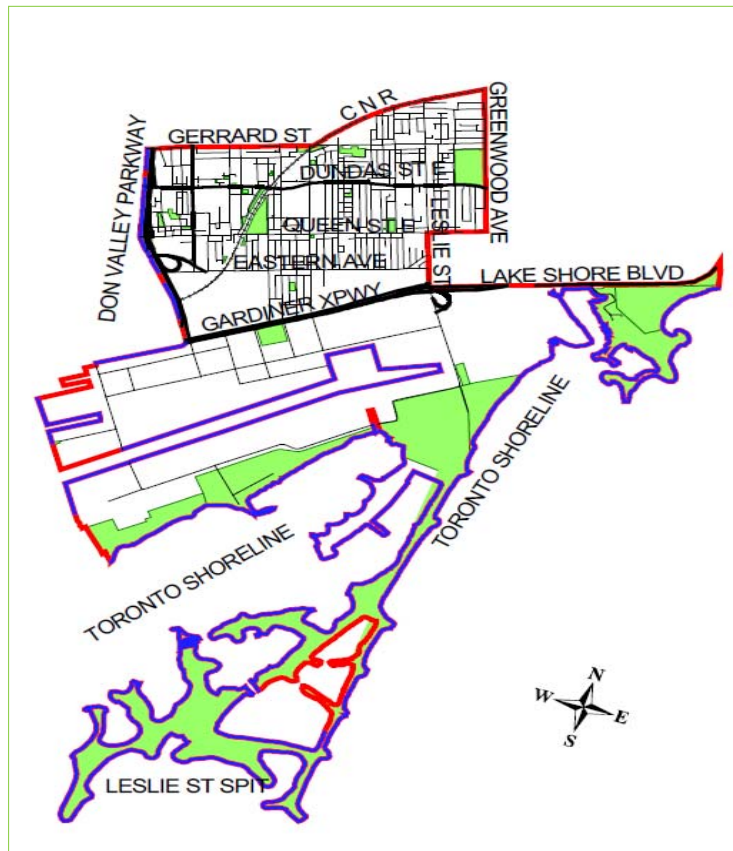 CNR
GERRARD ST
GREENWOOD AVE
DON VALLEY PARKWAY
DUNDAS ST E
QUEEN ST E
LESLIE ST
EASTERN AVE
LAKE SHORE BLVD
GARDINER XPWY
TORONTO SHORELINE
TORONTO SHORELINE
N
W
E
S
LESLIE ST SPIT